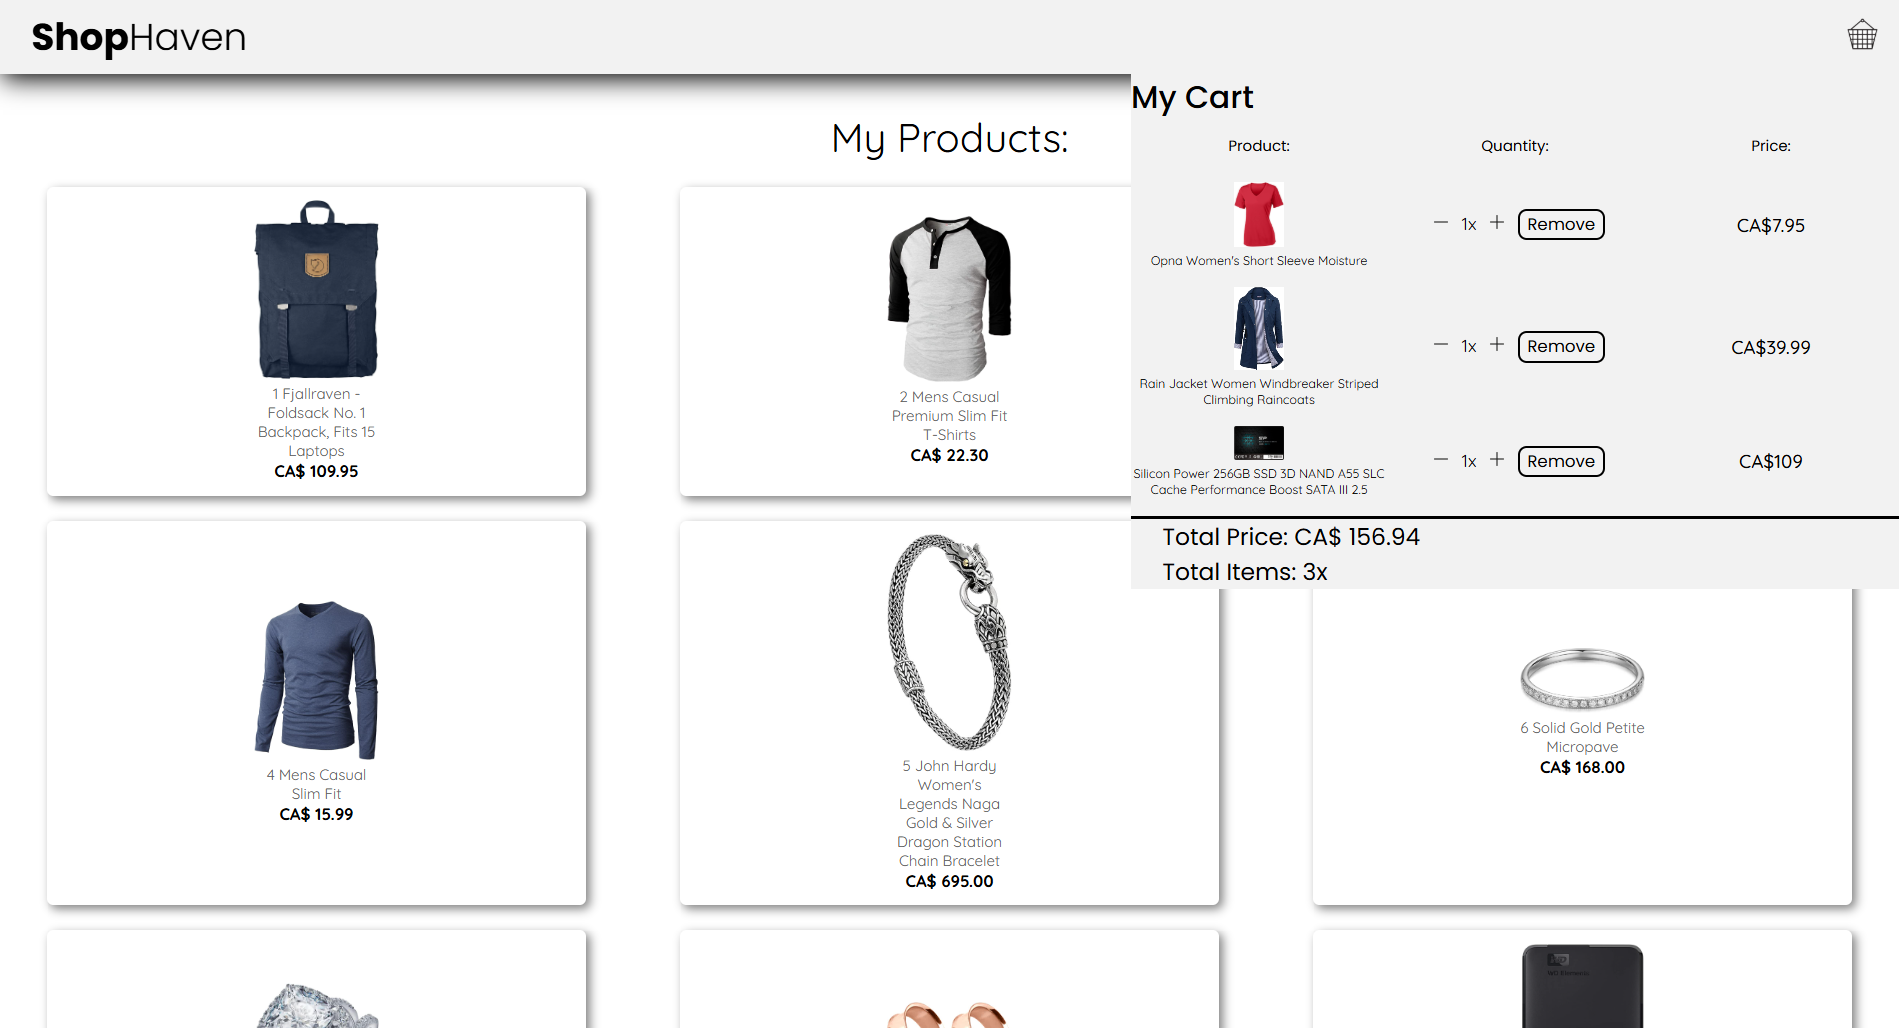 ShopHaven
My Cart
Product: Quantity: Price:
1x Remove CA$7.95
Opna Women's Short Sleeve Moisture
1x Remove CA$39.99
Rain Jacket Women Windbreaker Striped
Climbing Raincoats
1x Remove CA$109
Silicon Power 256GB SSD 3D NAND A55 SLC
Cache Performance Boost SATA III 2.5
Total Price: CA$ 156.94
Total Items: 3x
My Products:
1 Fjallraven -
Foldsack No. 1
Backpack, Fits 15
Laptops
CA$ 109.95
2 Mens Casual
Premium Slim Fit
T-Shirts
CA$ 22.30
4 Mens Casual
Slim Fit
CA$ 15.99
5 John Hardy
Women's
Legends Naga
Gold & Silver
Dragon Station
Chain Bracelet
CA$ 695.00
6 Solid Gold Petite
Micropave
CA$ 168.00
WD
WD Elements